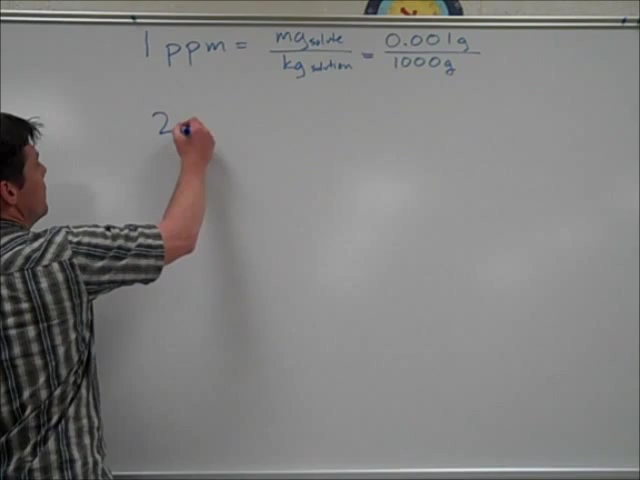 1 ppm = mg solute / kg solution = 0.001g / 1000g
2